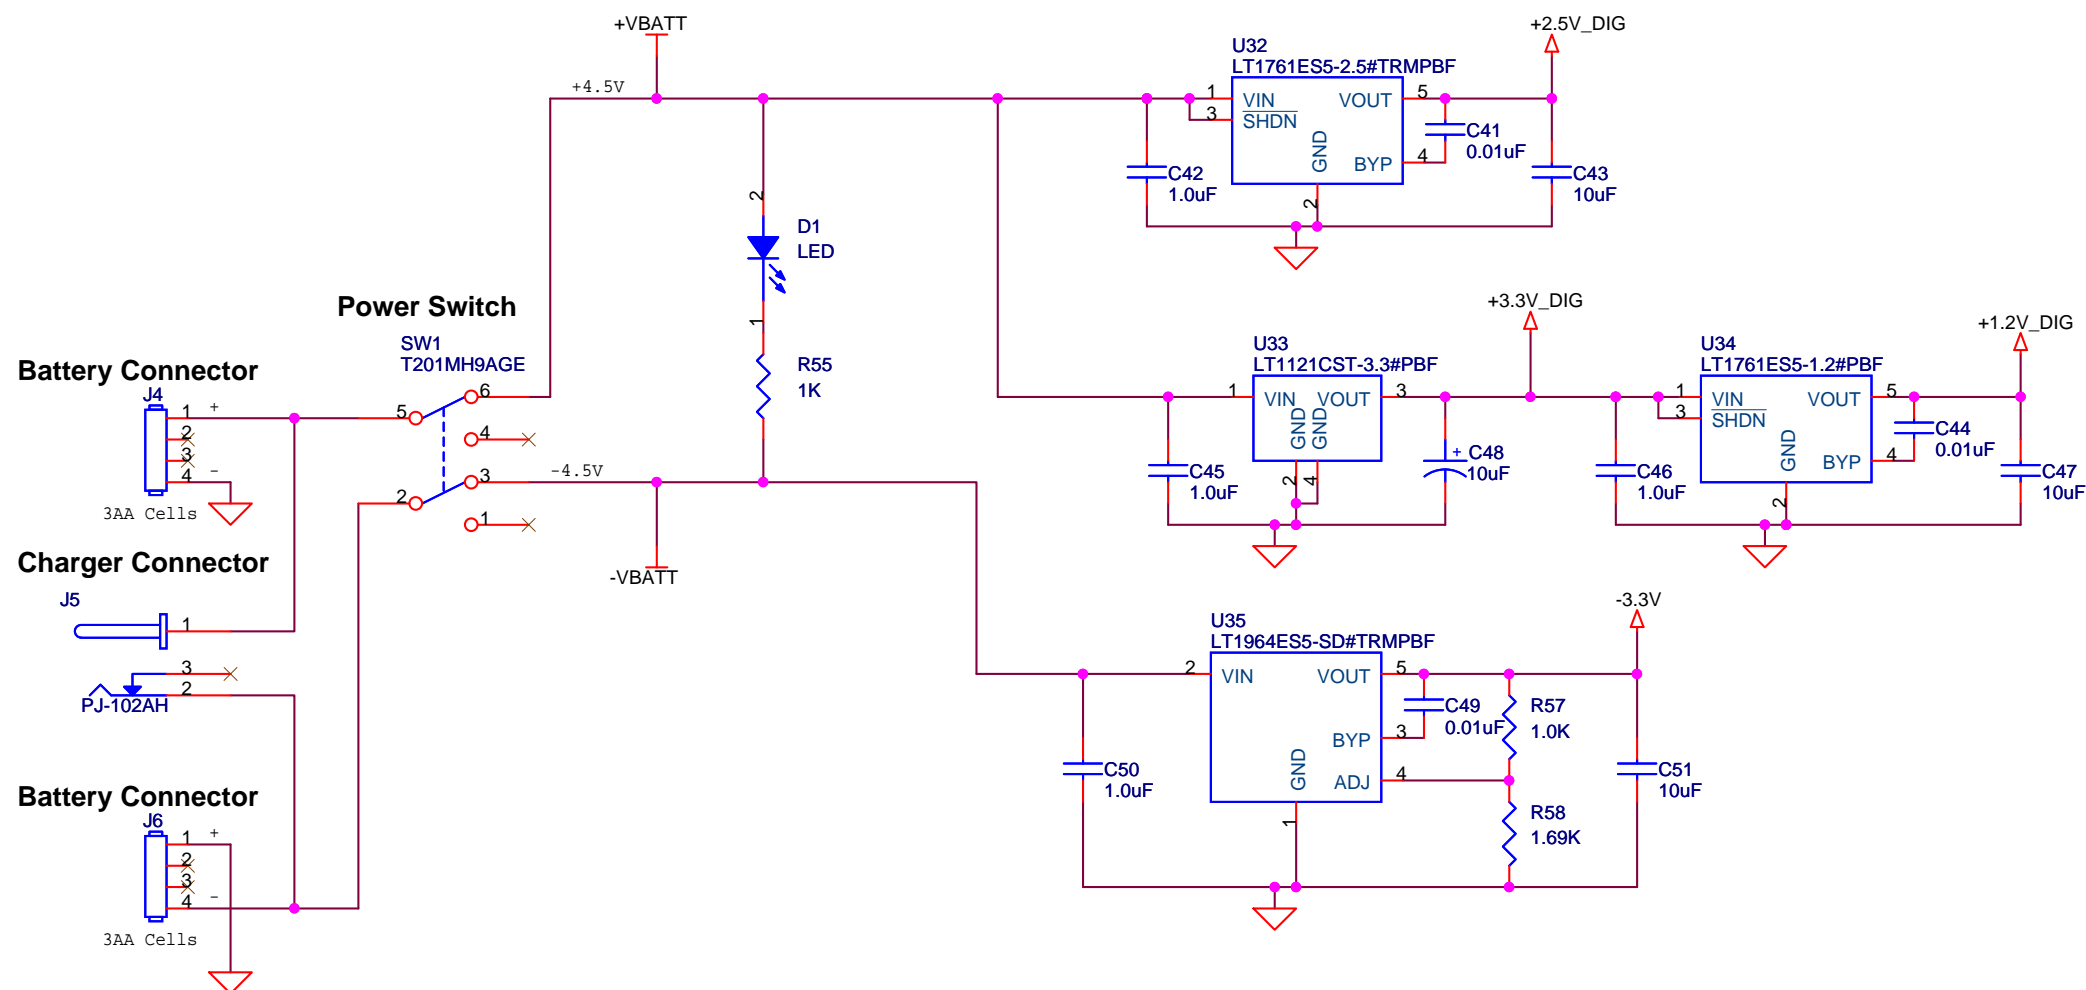 +VBATT
+4.5V
U32
LT1761ES5-2.5#TRMPBF
1 VIN VOUT 5
3 SHDN
GND
BYP 4
2
+2.5V_DIG
C41
0.01uF
C42
1.0uF
C43
10uF
2
D1
LED
1
R55
1K
Power Switch
SW1
T201MH9AGE
5 6
4
2 3
1
-4.5V
-VBATT
Battery Connector
J4
1 +
2
3
4 -
3AA Cells
Charger Connector
J5
1
3
2
PJ-102AH
Battery Connector
J6
1 +
2
3
4 -
3AA Cells
+3.3V_DIG
U33
LT1121CST-3.3#PBF
1 VIN VOUT 3
GND
GND
2
4
C45
1.0uF
+ C48
10uF
+1.2V_DIG
U34
LT1761ES5-1.2#PBF
1 VIN VOUT 5
3 SHDN
GND
BYP 4
2
C44
0.01uF
C46
1.0uF
C47
10uF
-3.3V
U35
LT1964ES5-SD#TRMPBF
2 VIN VOUT 5
BYP 3
GND
ADJ 4
1
C49
0.01uF
R57
1.0K
C50
1.0uF
C51
10uF
R58
1.69K